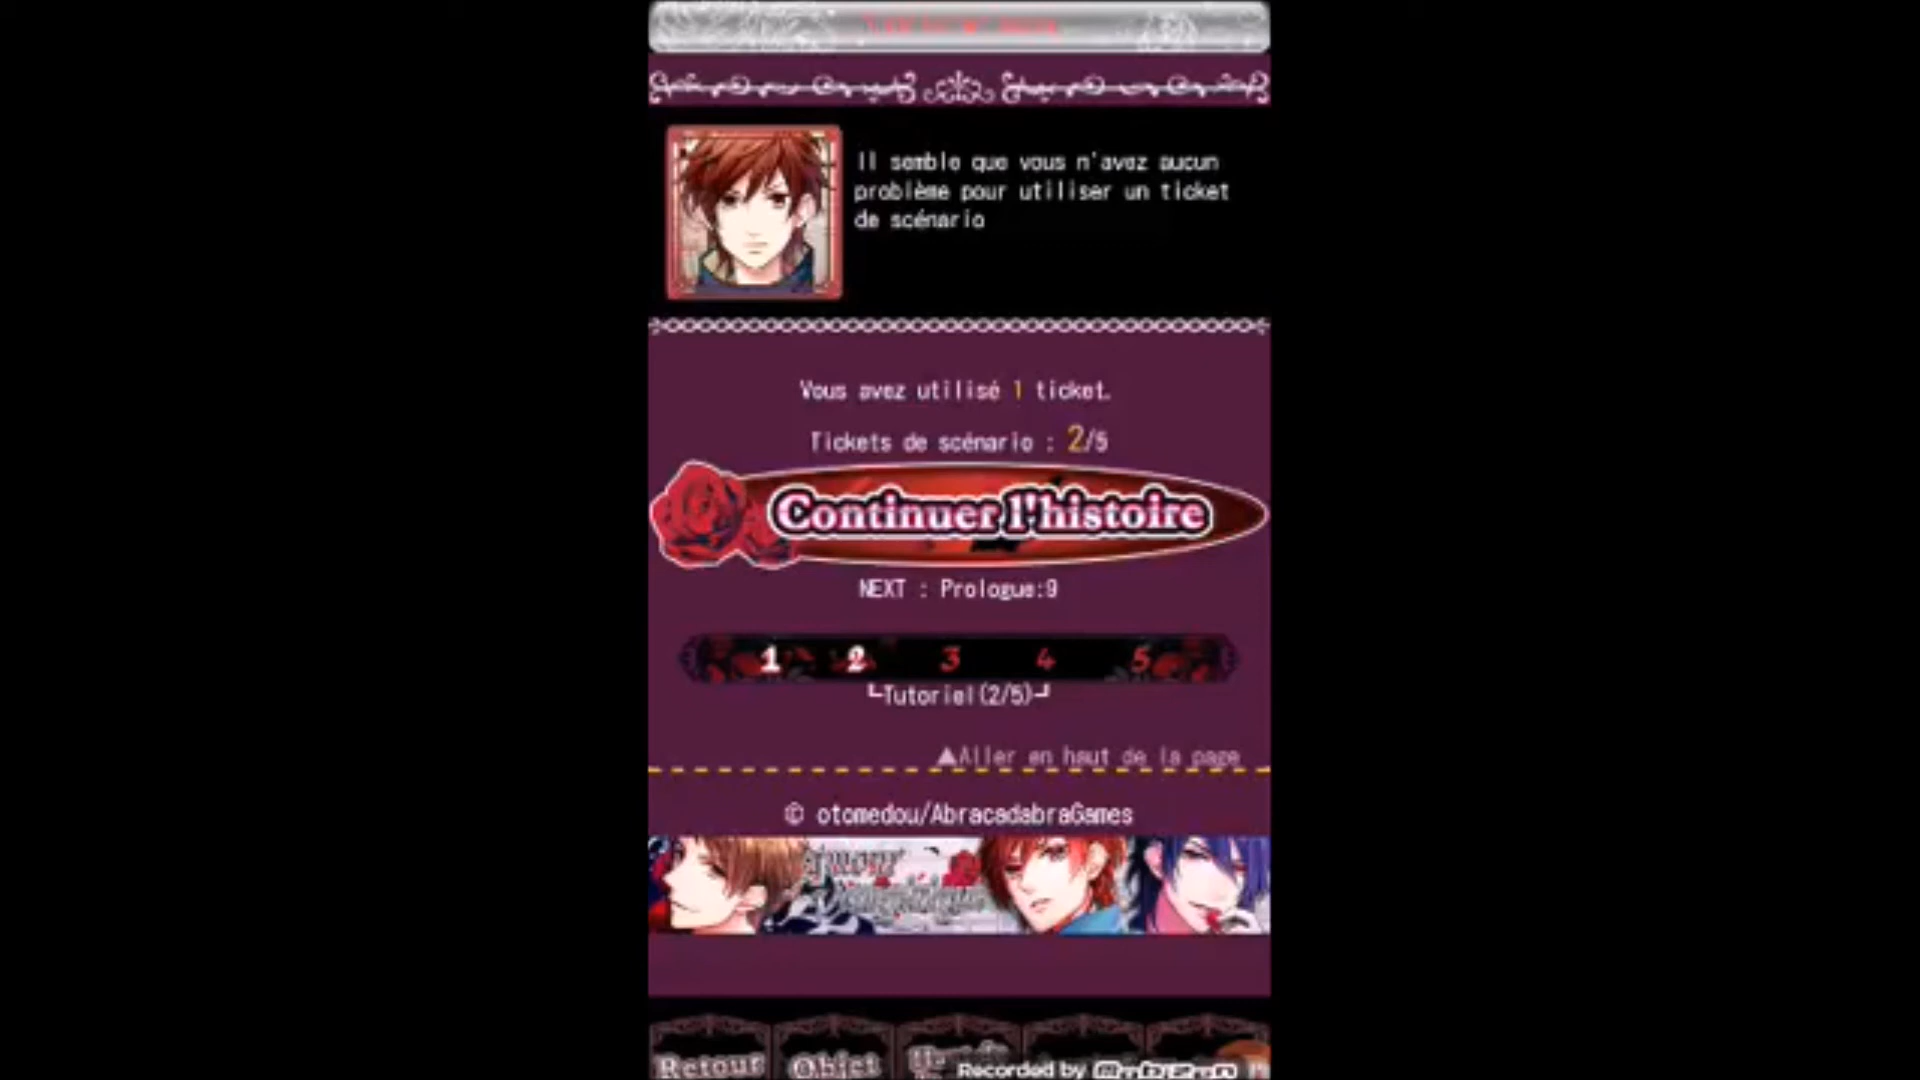 Il semble que vous n'avez aucun
problème pour utiliser un ticket
de scénario
Vous avez utilisé 1 ticket.
Tickets de scénario : 2/5
Continuer l'histoire
NEXT : Prologue:9
1 2 3 4 5
└Tutoriel(2/5)┘
▲Aller en haut de la page
© otomedou/AbracadabraGames
Amour
Retour Objet
Recorded by